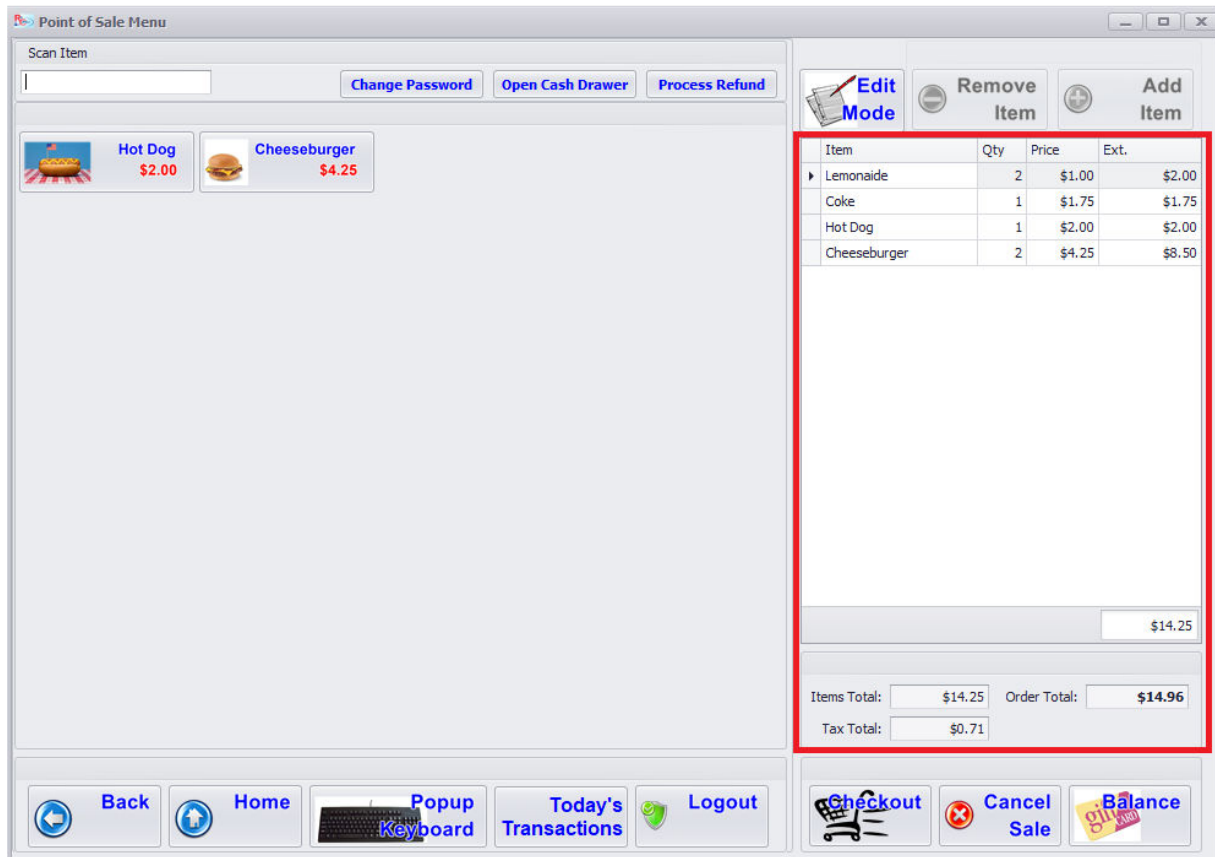 Point of Sale Menu
Scan Item
Change Password Open Cash Drawer Process Refund
Edit Mode
Remove Item
Add Item
Hot Dog
$2.00
Cheeseburger
$4.25
Item Qty Price Ext.
Lemonaide 2 $1.00 $2.00
Coke 1 $1.75 $1.75
Hot Dog 1 $2.00 $2.00
Cheeseburger 2 $4.25 $8.50
$14.25
Items Total: $14.25 Order Total: $14.96
Tax Total: $0.71
Back
Home
Popup
Keyboard
Today's
Transactions
Logout
Checkout
Cancel
Sale
Balance
gift
CARD